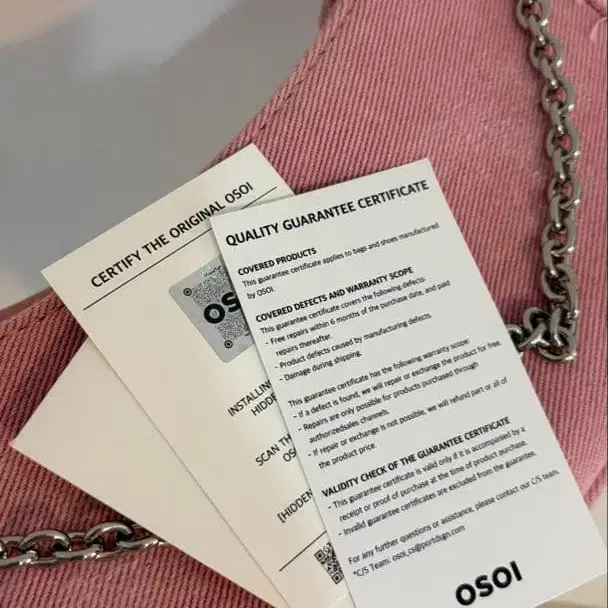 CERTIFY THE ORIGINAL OSOI
OS
INSTALLIN
HIDDE
SCAN TH
OS
[HIDDEN
QUALITY GUARANTEE CERTIFICATE
COVERED PRODUCTS
This guarantee certificate applies to bags and shoes manufactured
by OSOI.
COVERED DEFECTS AND WARRANTY SCOPE
This guarantee certificate covers the following defects:
- Free repairs within 6 months of the purchase date, and paid
repairs thereafter.
- Product defects caused by manufacturing defects.
- Damage during shipping.
This guarantee certificate has the following warranty scope:
- If a defect is found, we will repair or exchange the product for free.
- Repairs are only possible for products purchased through
authorizedsales channels.
- If repair or exchange is not possible, we will refund part or all of
the product price.
VALIDITY CHECK OF THE GUARANTEE CERTIFICATE
- This guarantee certificate is valid only if it is accompanied by a
receipt or proof of purchase at the time of product purchase.
- Invalid guarantee certificates are excluded from the guarantee.
For any further questions or assistance, please contact our C/S team.
*C/S Team: osoi_cs@portdsgn.com
OSOI